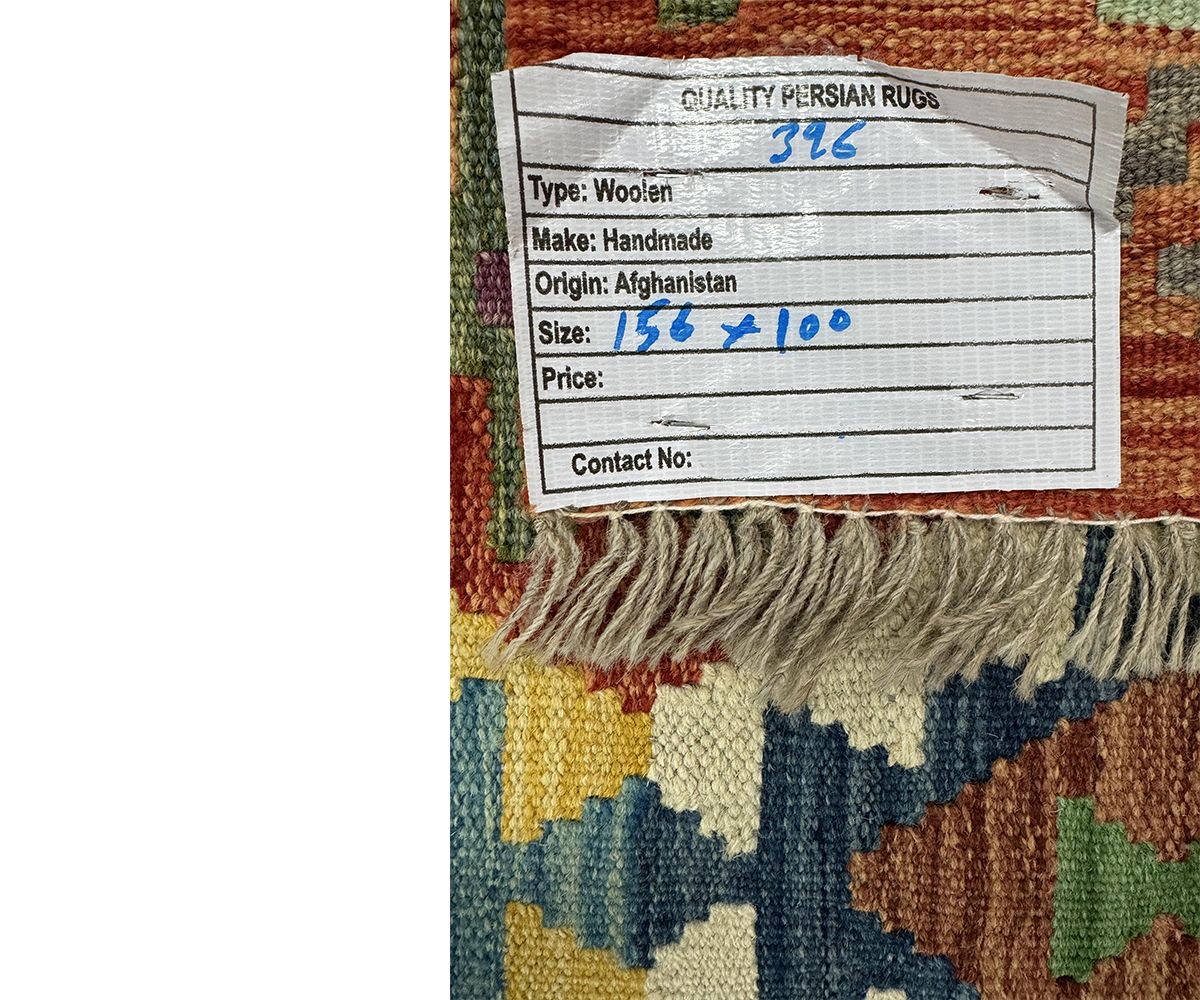 QUALITY PERSIAN RUGS
396
Type: Woolen
Make: Handmade
Origin: Afghanistan
Size: 156 x 100
Price:
Contact No: